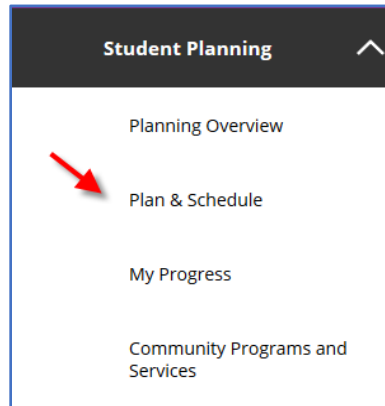 Student Planning
Planning Overview
Plan & Schedule
My Progress
Community Programs and
Services